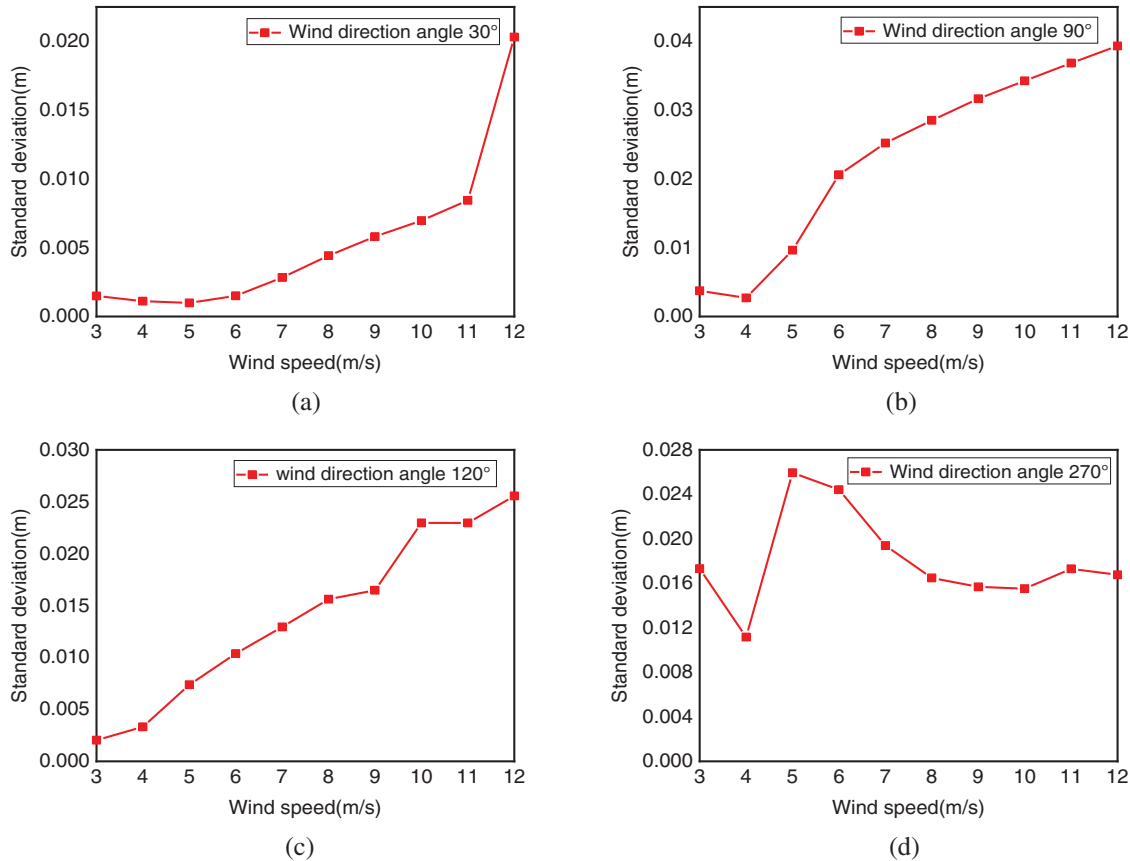 Wind direction angle 30°
Standard deviation(m)
0.020
0.015
0.010
0.005
0.000
3 4 5 6 7 8 9 10 11 12
Wind speed(m/s)
(a)
Wind direction angle 90°
Standard deviation(m)
0.04
0.03
0.02
0.01
0.00
3 4 5 6 7 8 9 10 11 12
Wind speed(m/s)
(b)
wind direction angle 120°
Standard deviation(m)
0.030
0.025
0.020
0.015
0.010
0.005
0.000
3 4 5 6 7 8 9 10 11 12
Wind speed(m/s)
(c)
Wind direction angle 270°
Standard deviation(m)
0.028
0.024
0.020
0.016
0.012
0.008
0.004
0.000
3 4 5 6 7 8 9 10 11 12
Wind speed(m/s)
(d)